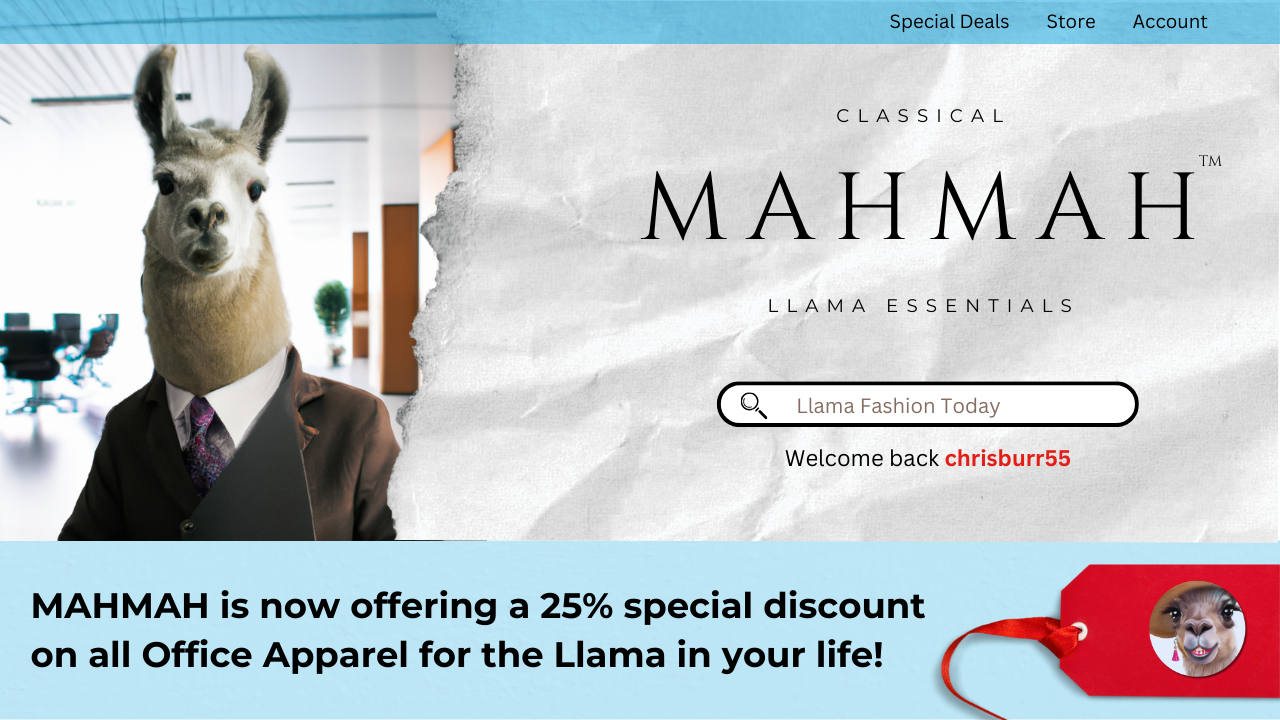 Special Deals Store Account
CLASSICAL
MAHMAH™
LLAMA ESSENTIALS
Llama Fashion Today
Welcome back chrisburr55
MAHMAH is now offering a 25% special discount
on all Office Apparel for the Llama in your life!